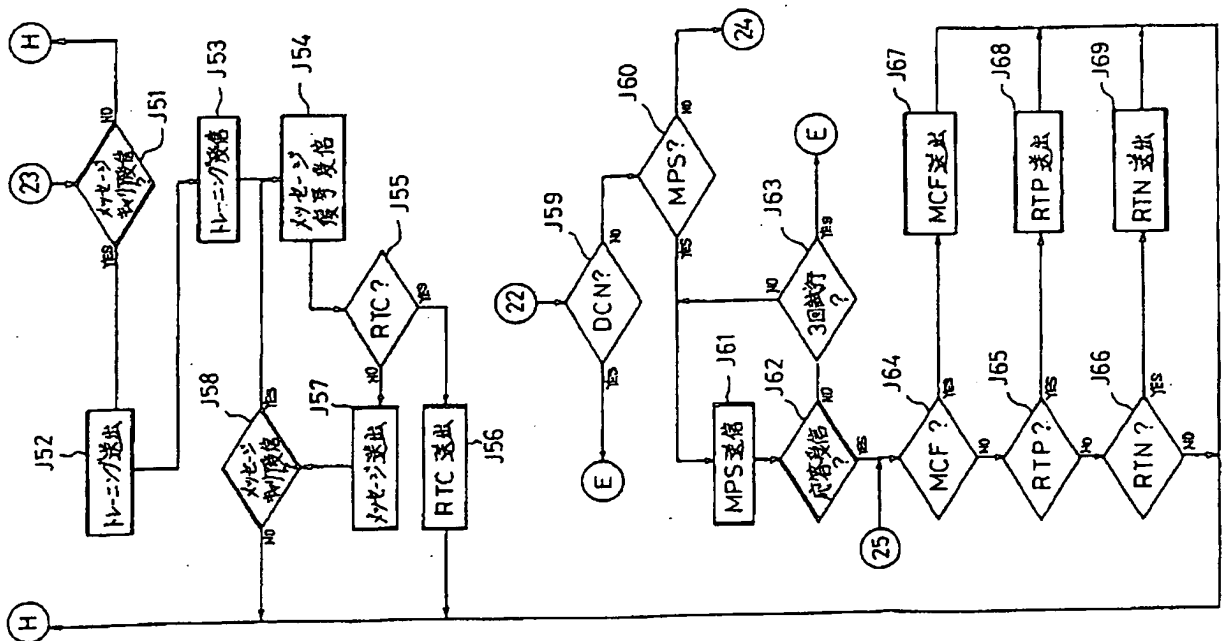 H
23
J51
メッセージ
受信
?
NO
YES
J52
トレーニング送出
J53
トレーニング受信
J54
メッセージ
信号受信
J55
RTC?
NO
YES
J56
RTC 送出
J57
メッセージ送出
J58
メッセージ
受信
?
YES
NO
H
22
J59
DCN?
NO
YES
E
J60
MPS?
NO
24
YES
J61
MPS 送信
J62
応答受信
?
NO
YES
J63
3回試行
?
NO
YES
E
25
J64
MCF?
YES
NO
J65
RTP?
YES
NO
J66
RTN?
YES
NO
J67
MCF 送出
J68
RTP 送出
J69
RTN 送出